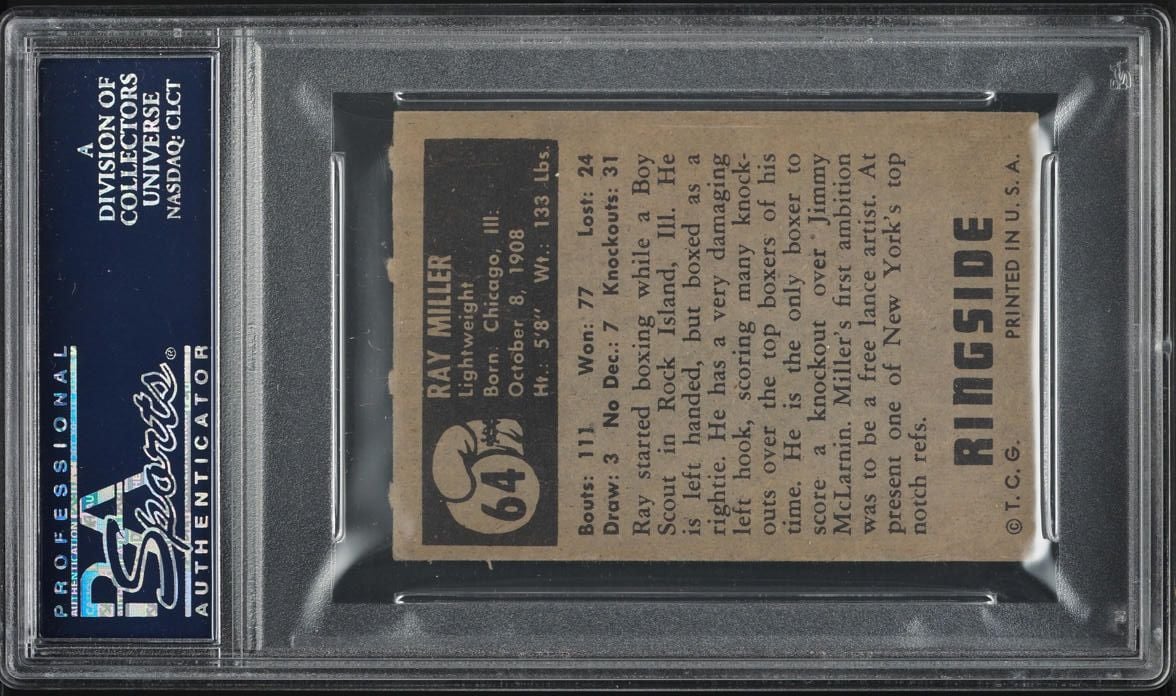 A
DIVISION OF
COLLECTORS
UNIVERSE
NASDAQ: CLCT
PROFESSIONAL
PSA
Sports®
AUTHENTICATOR
64
RAY MILLER
Lightweight
Born: Chicago, Ill.
October 8, 1908
Ht.: 5'8" Wt.: 133 Lbs.
Bouts: 111 Won: 77 Lost: 24
Draw: 3 No Dec.: 7 Knockouts: 31
Ray started boxing while a Boy
Scout in Rock Island, Ill. He
is left handed, but boxed as a
rightie. He has a very damaging
left hook, scoring many knock-
outs over the top boxers of his
time. He is the only boxer to
score a knockout over Jimmy
McLarnin. Miller's first ambition
was to be a free lance artist. At
present one of New York's top
notch refs.
RINGSIDE
© T. C. G. PRINTED IN U. S. A.